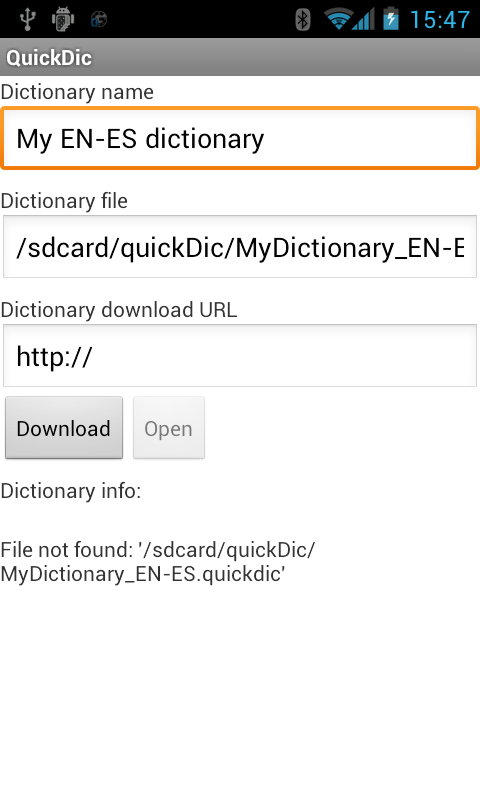 15:47
QuickDic
Dictionary name
My EN-ES dictionary
Dictionary file
/sdcard/quickDic/MyDictionary_EN-E
Dictionary download URL
http://
Download Open
Dictionary info:
File not found: '/sdcard/quickDic/
MyDictionary_EN-ES.quickdic'